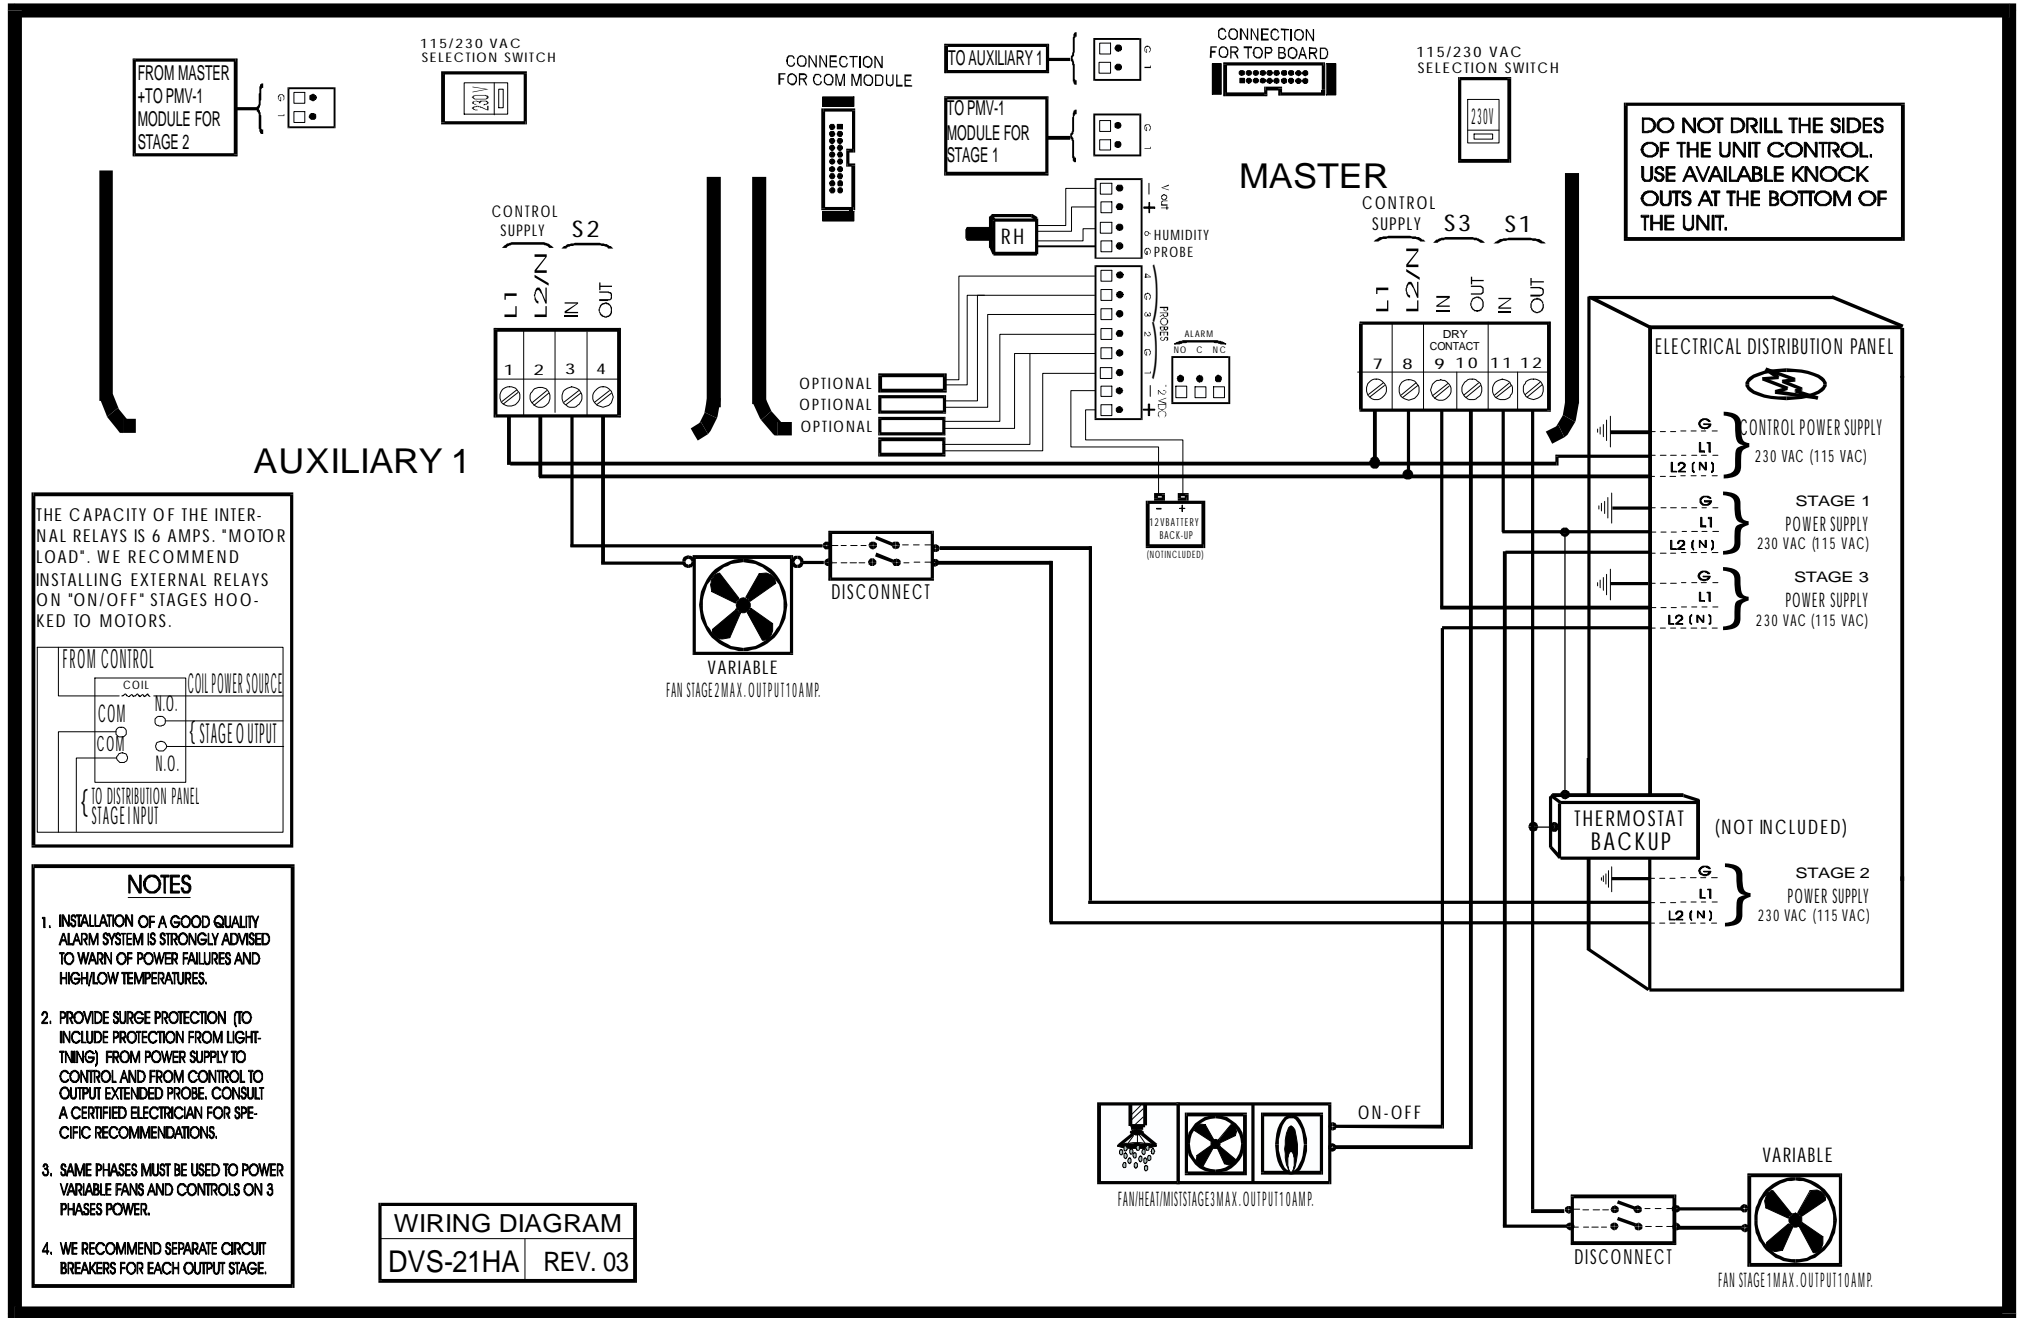 FROM MASTER
+TO PMV-1
MODULE FOR
STAGE 2
G
1
115/230 VAC
SELECTION SWITCH
230V
CONNECTION
FOR COM MODULE
TO AUXILIARY 1
G
1
TO PMV-1
MODULE FOR
STAGE 1
G
1
CONNECTION
FOR TOP BOARD
115/230 VAC
SELECTION SWITCH
230V
MASTER
DO NOT DRILL THE SIDES
OF THE UNIT CONTROL.
USE AVAILABLE KNOCK
OUTS AT THE BOTTOM OF
THE UNIT.
CONTROL
SUPPLY
S2
L1
L2/N
IN
OUT
1 2 3 4
AUXILIARY 1
RH
V out
–
+
G
HUMIDITY
PROBE
4
G
3
2
G
1
–
+
PROBES
12 VDC
ALARM
NO C NC
OPTIONAL
OPTIONAL
OPTIONAL
- +
12VBATTERY
BACK-UP
(NOTINCLUDED)
CONTROL
SUPPLY
S3
S1
L1
L2/N
IN
OUT
IN
OUT
DRY
CONTACT
7 8 9 10 11 12
ELECTRICAL DISTRIBUTION PANEL
G
L1
L2 (N)
CONTROL POWER SUPPLY
230 VAC (115 VAC)
G
L1
L2 (N)
STAGE 1
POWER SUPPLY
230 VAC (115 VAC)
G
L1
L2 (N)
STAGE 3
POWER SUPPLY
230 VAC (115 VAC)
THERMOSTAT
BACKUP
(NOT INCLUDED)
G
L1
L2 (N)
STAGE 2
POWER SUPPLY
230 VAC (115 VAC)
THE CAPACITY OF THE INTER-
NAL RELAYS IS 6 AMPS. "MOTOR
LOAD". WE RECOMMEND
INSTALLING EXTERNAL RELAYS
ON "ON/OFF" STAGES HOO-
KED TO MOTORS.
FROM CONTROL
COIL
COIL POWER SOURCE
COM
N.O.
COM
N.O.
STAGE OUTPUT
TO DISTRIBUTION PANEL
STAGE INPUT
DISCONNECT
VARIABLE
FAN STAGE2MAX.OUTPUT10AMP.
NOTES
1. INSTALLATION OF A GOOD QUALITY
ALARM SYSTEM IS STRONGLY ADVISED
TO WARN OF POWER FAILURES AND
HIGH/LOW TEMPERATURES.
2. PROVIDE SURGE PROTECTION (TO
INCLUDE PROTECTION FROM LIGHT-
TNING) FROM POWER SUPPLY TO
CONTROL AND FROM CONTROL TO
OUTPUT EXTENDED PROBE. CONSULT
A CERTIFIED ELECTRICIAN FOR SPE-
CIFIC RECOMMENDATIONS.
3. SAME PHASES MUST BE USED TO POWER
VARIABLE FANS AND CONTROLS ON 3
PHASES POWER.
4. WE RECOMMEND SEPARATE CIRCUIT
BREAKERS FOR EACH OUTPUT STAGE.
WIRING DIAGRAM
DVS-21HA REV. 03
ON-OFF
FAN/HEAT/MISTSTAGE3MAX.OUTPUT10AMP.
DISCONNECT
VARIABLE
FAN STAGE1MAX.OUTPUT10AMP.